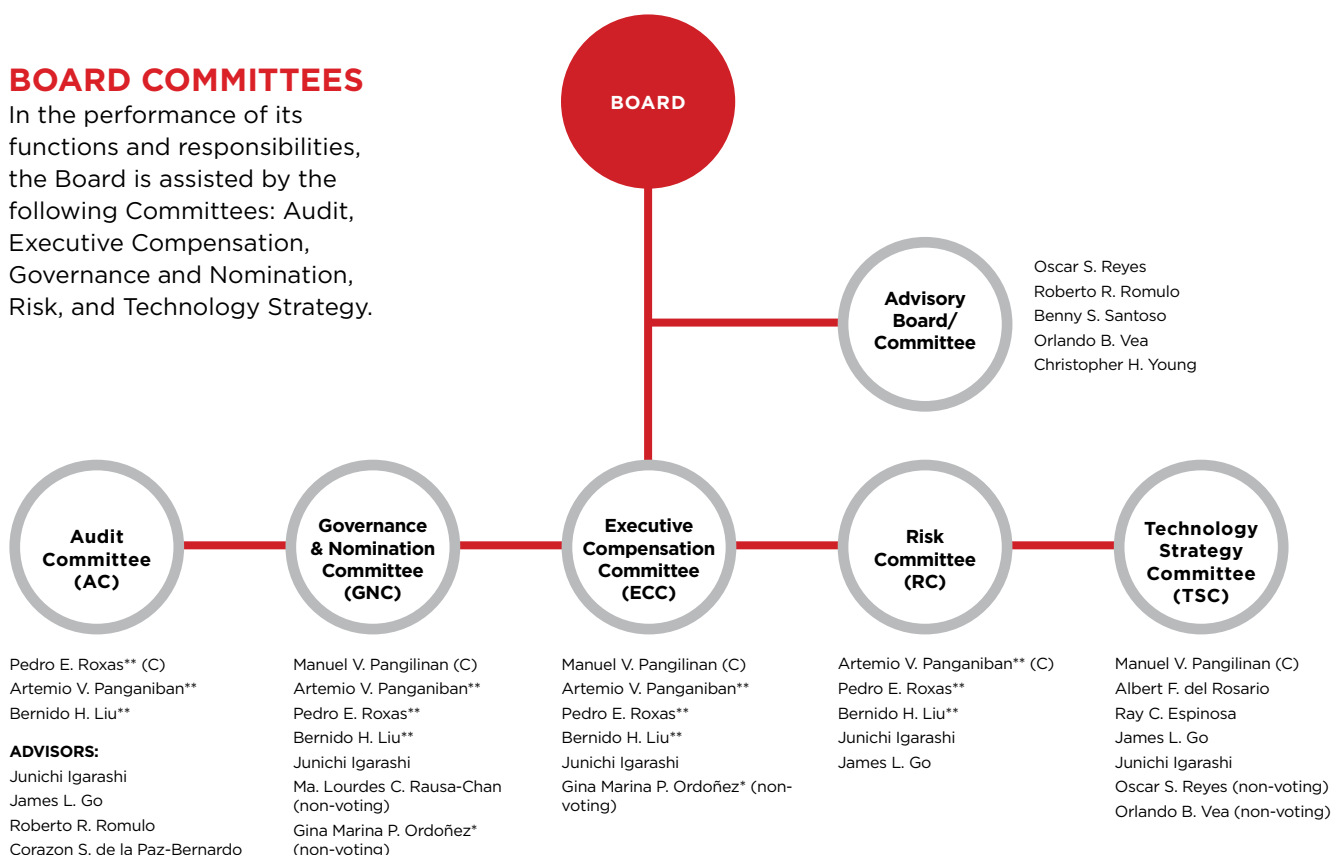 BOARD COMMITTEES
In the performance of its
functions and responsibilities,
the Board is assisted by the
following Committees: Audit,
Executive Compensation,
Governance and Nomination,
Risk, and Technology Strategy.
BOARD
Advisory
Board/
Committee
Oscar S. Reyes
Roberto R. Romulo
Benny S. Santoso
Orlando B. Vea
Christopher H. Young
Audit
Committee
(AC)
Governance
& Nomination
Committee
(GNC)
Executive
Compensation
Committee
(ECC)
Risk
Committee
(RC)
Technology
Strategy
Committee
(TSC)
Pedro E. Roxas** (C)
Artemio V. Panganiban**
Bernido H. Liu**
ADVISORS:
Junichi Igarashi
James L. Go
Roberto R. Romulo
Corazon S. de la Paz-Bernardo
Manuel V. Pangilinan (C)
Artemio V. Panganiban**
Pedro E. Roxas**
Bernido H. Liu**
Junichi Igarashi
Ma. Lourdes C. Rausa-Chan
(non-voting)
Gina Marina P. Ordoñez*
(non-voting)
Manuel V. Pangilinan (C)
Artemio V. Panganiban**
Pedro E. Roxas**
Bernido H. Liu**
Junichi Igarashi
Gina Marina P. Ordoñez* (non-
voting)
Artemio V. Panganiban** (C)
Pedro E. Roxas**
Bernido H. Liu**
Junichi Igarashi
James L. Go
Manuel V. Pangilinan (C)
Albert F. del Rosario
Ray C. Espinosa
James L. Go
Junichi Igarashi
Oscar S. Reyes (non-voting)
Orlando B. Vea (non-voting)